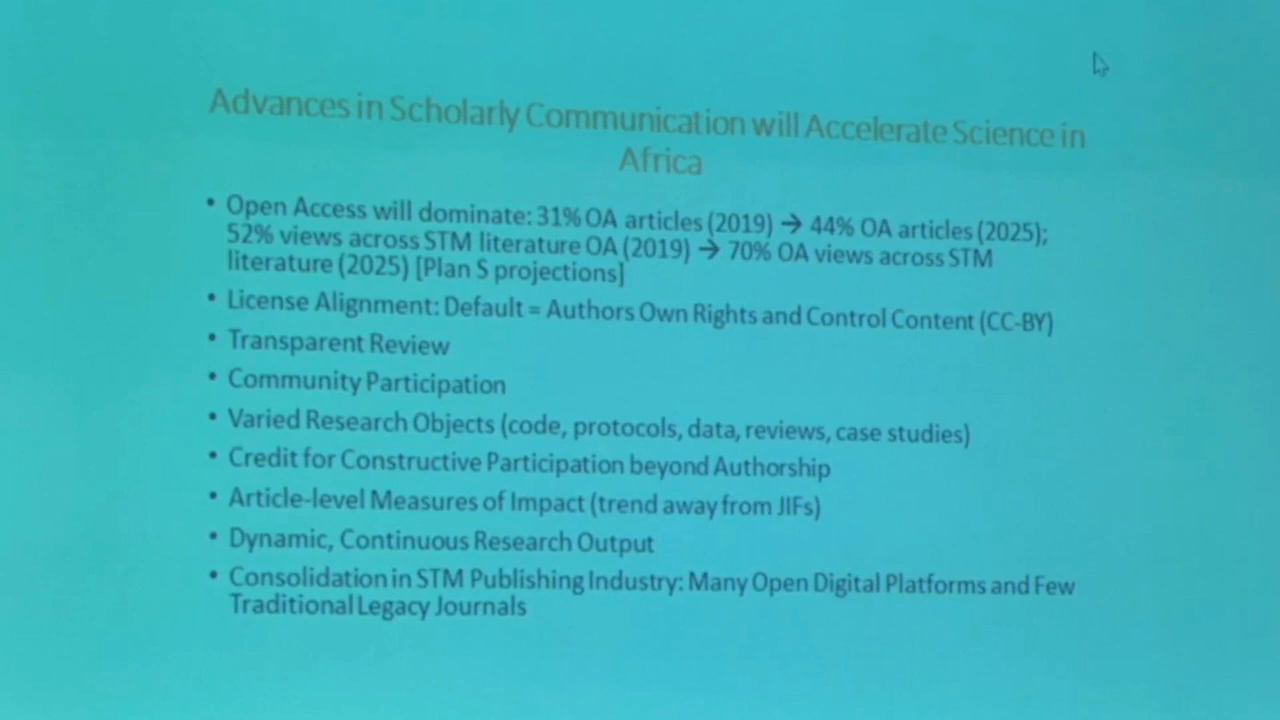 Advances in Scholarly Communication will Accelerate Science in
Africa
• Open Access will dominate: 31% OA articles (2019) → 44% OA articles (2025);
52% views across STM literature OA (2019) → 70% OA views across STM
literature (2025) [Plan S projections]
• License Alignment: Default = Authors Own Rights and Control Content (CC-BY)
• Transparent Review
• Community Participation
• Varied Research Objects (code, protocols, data, reviews, case studies)
• Credit for Constructive Participation beyond Authorship
• Article-level Measures of Impact (trend away from JIFs)
• Dynamic, Continuous Research Output
• Consolidation in STM Publishing Industry: Many Open Digital Platforms and Few
Traditional Legacy Journals